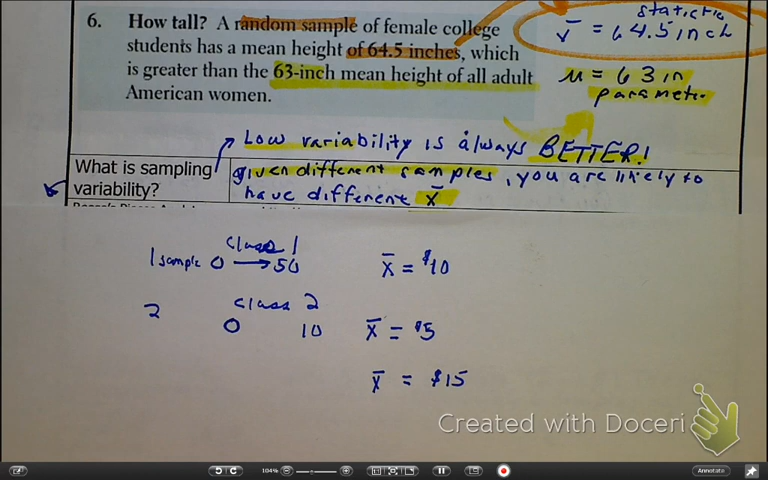 6. How tall? A random sample of female college
students has a mean height of 64.5 inches, which
is greater than the 63-inch mean height of all adult
American women.
statistic
x̄ = 64.5 inch
μ = 63 in
parameter
Low variability is always BETTER!
What is sampling
variability?
given different samples, you are likely to
have different x̄
class 1
1 sample 0 → 50 x̄ = $10
2 class 2
0 10 x̄ = $5
x̄ = $15
Created with Doceri
104%
Annotate